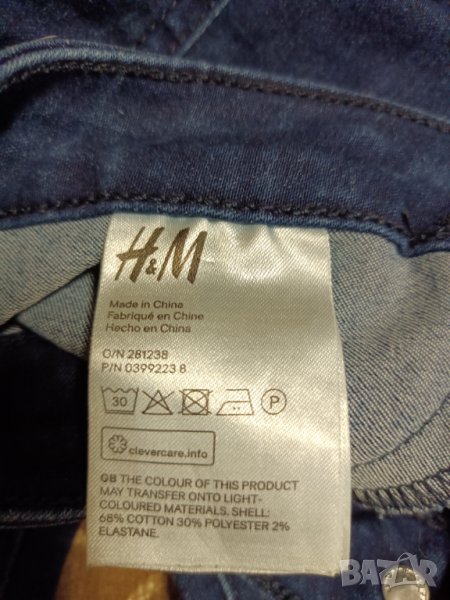 H&M
Made in China
Fabriqué en Chine
Hecho en China
O/N 281238
P/N 0399223 8
30 P
clevercare.info
GB THE COLOUR OF THIS PRODUCT
MAY TRANSFER ONTO LIGHT-
COLOURED MATERIALS. SHELL:
68% COTTON 30% POLYESTER 2%
ELASTANE.
BAZAR